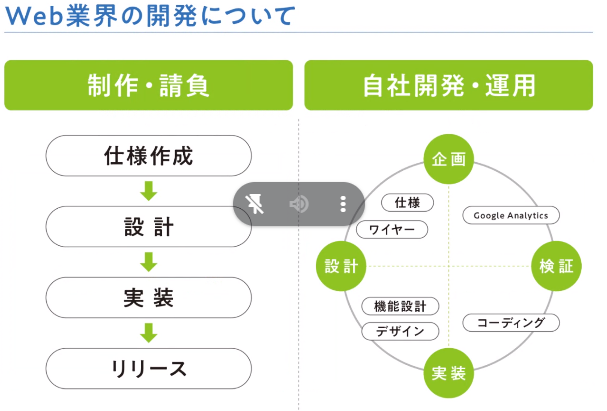 Web業界の開発について
制作・請負
自社開発・運用
仕様作成
設計
実装
リリース
企画
仕様
ワイヤー
Google Analytics
設計
検証
機能設計
デザイン
コーディング
実装